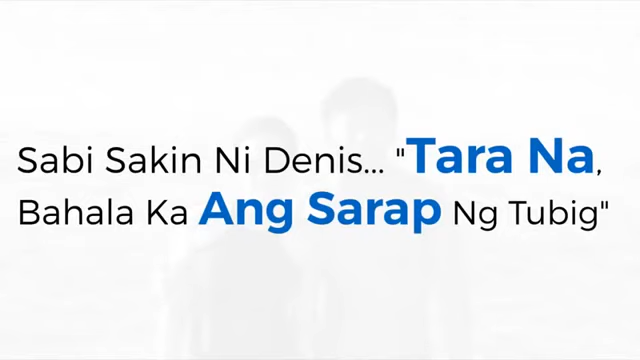 Sabi Sakin Ni Denis... "Tara Na,
Bahala Ka Ang Sarap Ng Tubig"